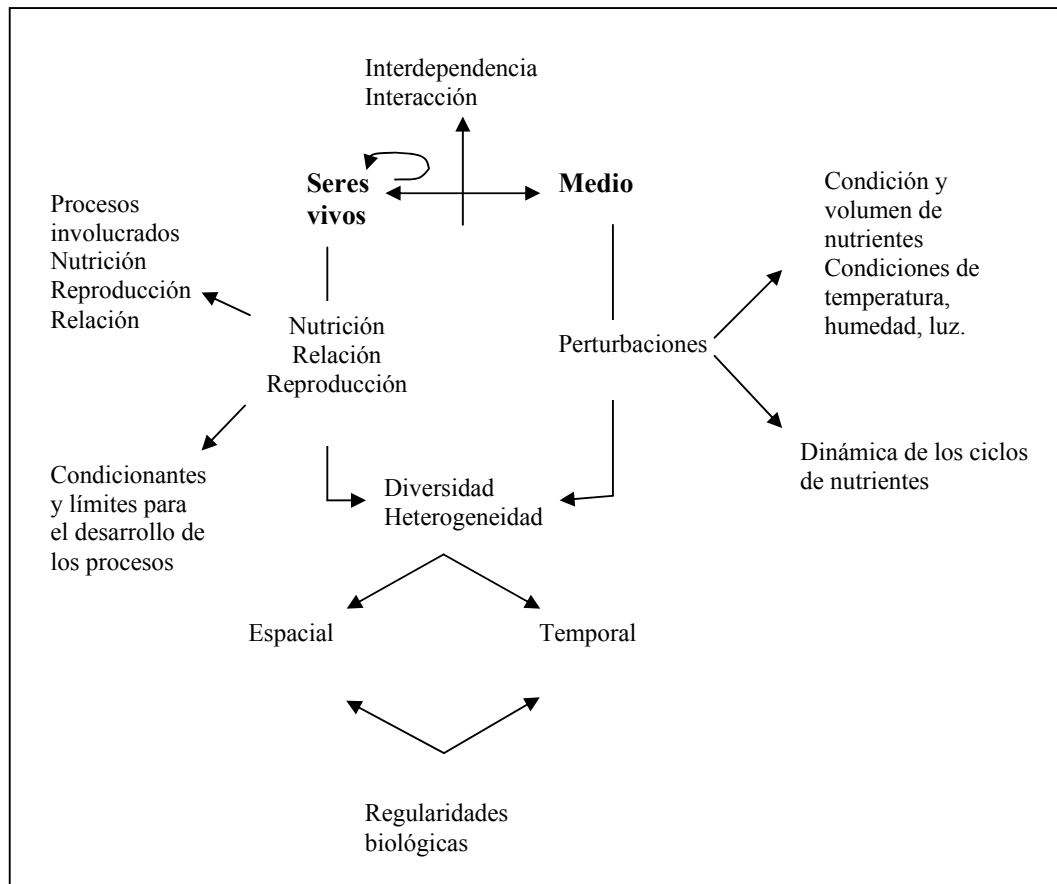 Interdependencia
Interacción
Seres
vivos
Medio
Procesos
involucrados
Nutrición
Reproducción
Relación
Condición y
volumen de
nutrientes
Condiciones de
temperatura,
humedad, luz.
Nutrición
Relación
Reproducción
Perturbaciones
Condicionantes
y límites para
el desarrollo de
los procesos
Diversidad
Heterogeneidad
Dinámica de los ciclos
de nutrientes
Espacial
Temporal
Regularidades
biológicas